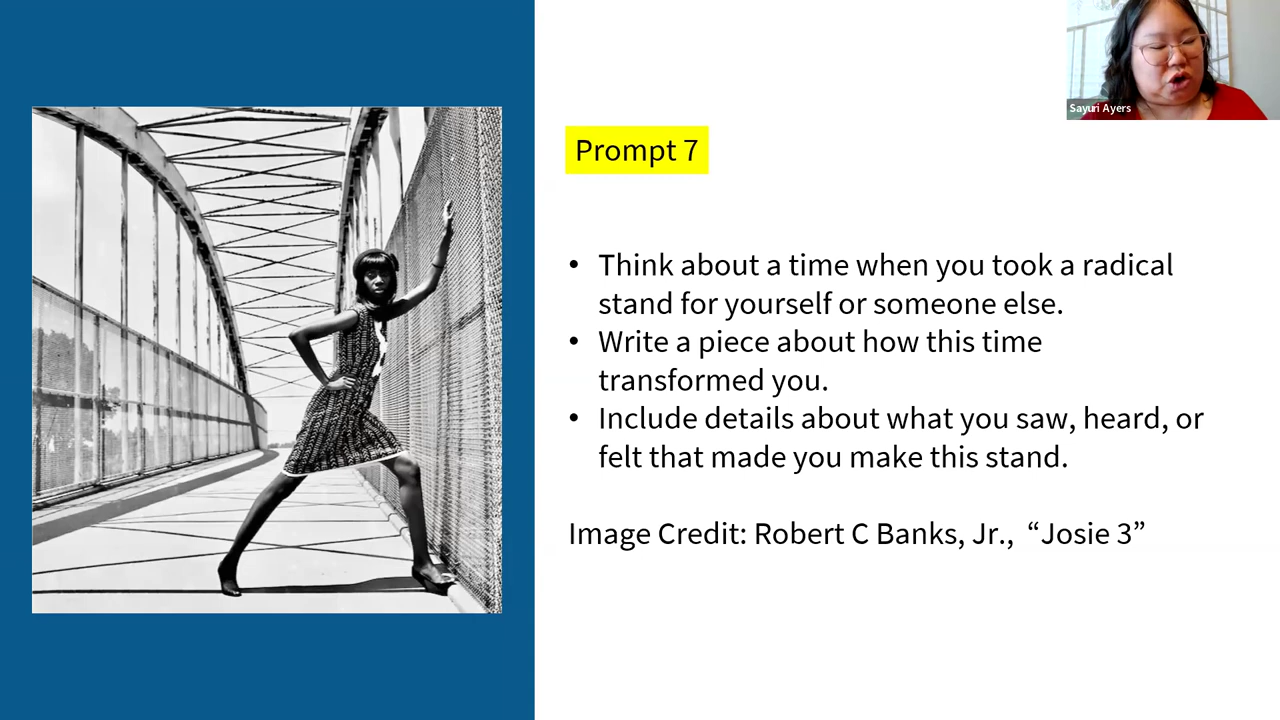 Sayuri Ayers
Prompt 7
• Think about a time when you took a radical
stand for yourself or someone else.
• Write a piece about how this time
transformed you.
• Include details about what you saw, heard, or
felt that made you make this stand.
Image Credit: Robert C Banks, Jr., “Josie 3”